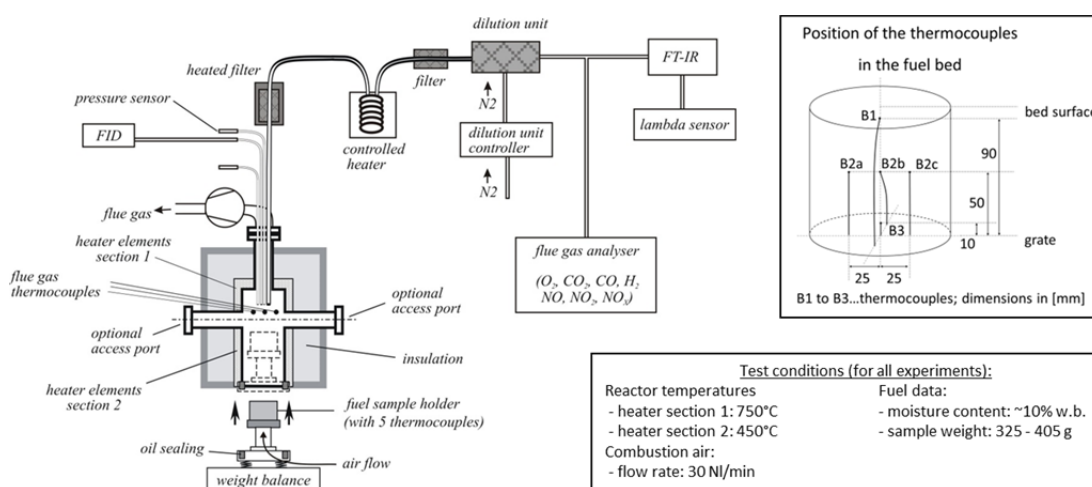 dilution unit
heated filter
filter
FT-IR
pressure sensor
N2
FID
controlled
heater
dilution unit
controller
lambda sensor
N2
flue gas
heater elements
section 1
flue gas
thermocouples
flue gas analyser
(O2, CO2, CO, H2
NO, NO2, NOX)
optional
access port
optional
access port
insulation
heater elements
section 2
fuel sample holder
(with 5 thermocouples)
oil sealing
air flow
weight balance
Position of the thermocouples
in the fuel bed
B1
bed surface
90
B2a
B2b
B2c
50
B3
10
grate
25
25
B1 to B3...thermocouples; dimensions in [mm]
Test conditions (for all experiments):
Reactor temperatures
- heater section 1: 750°C
- heater section 2: 450°C
Combustion air:
- flow rate: 30 Nl/min
Fuel data:
- moisture content: ~10% w.b.
- sample weight: 325 - 405 g